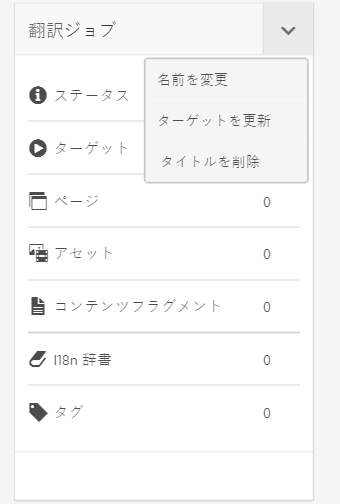 翻訳ジョブ
名前を変更
ステータス
ターゲットを更新
ターゲット
タイトルを削除
ページ 0
アセット 0
コンテンツフラグメント 0
I18n 辞書 0
タグ 0